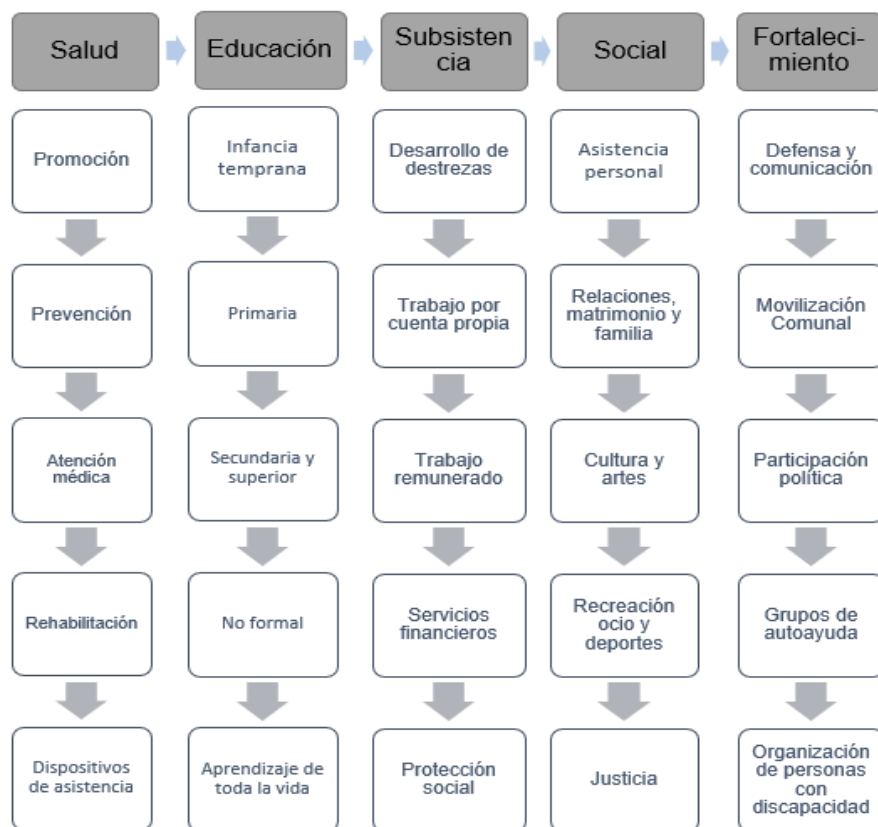 Salud
Educación
Subsisten
cia
Social
Fortaleci-
miento
Promoción
Infancia
temprana
Desarrollo de
destrezas
Asistencia
personal
Defensa y
comunicación
Prevención
Primaria
Trabajo por
cuenta propia
Relaciones,
matrimonio y
familia
Movilización
Comunal
Atención
médica
Secundaria y
superior
Trabajo
remunerado
Cultura y
artes
Participación
política
Rehabilitación
No formal
Servicios
financieros
Recreación
ocio y
deportes
Grupos de
autoayuda
Dispositivos
de asistencia
Aprendizaje de
toda la vida
Protección
social
Justicia
Organización
de personas
con
discapacidad